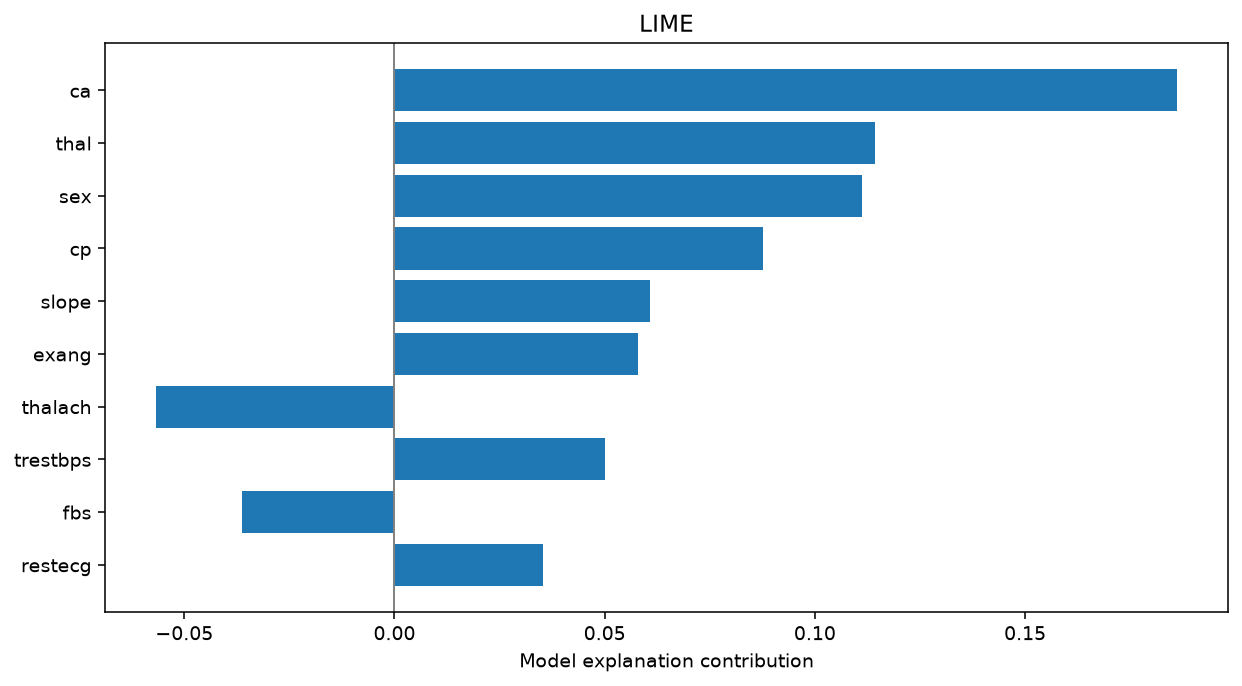 LIME
ca
thal
sex
cp
slope
exang
thalach
trestbps
fbs
restecg
−0.05 0.00 0.05 0.10 0.15
Model explanation contribution